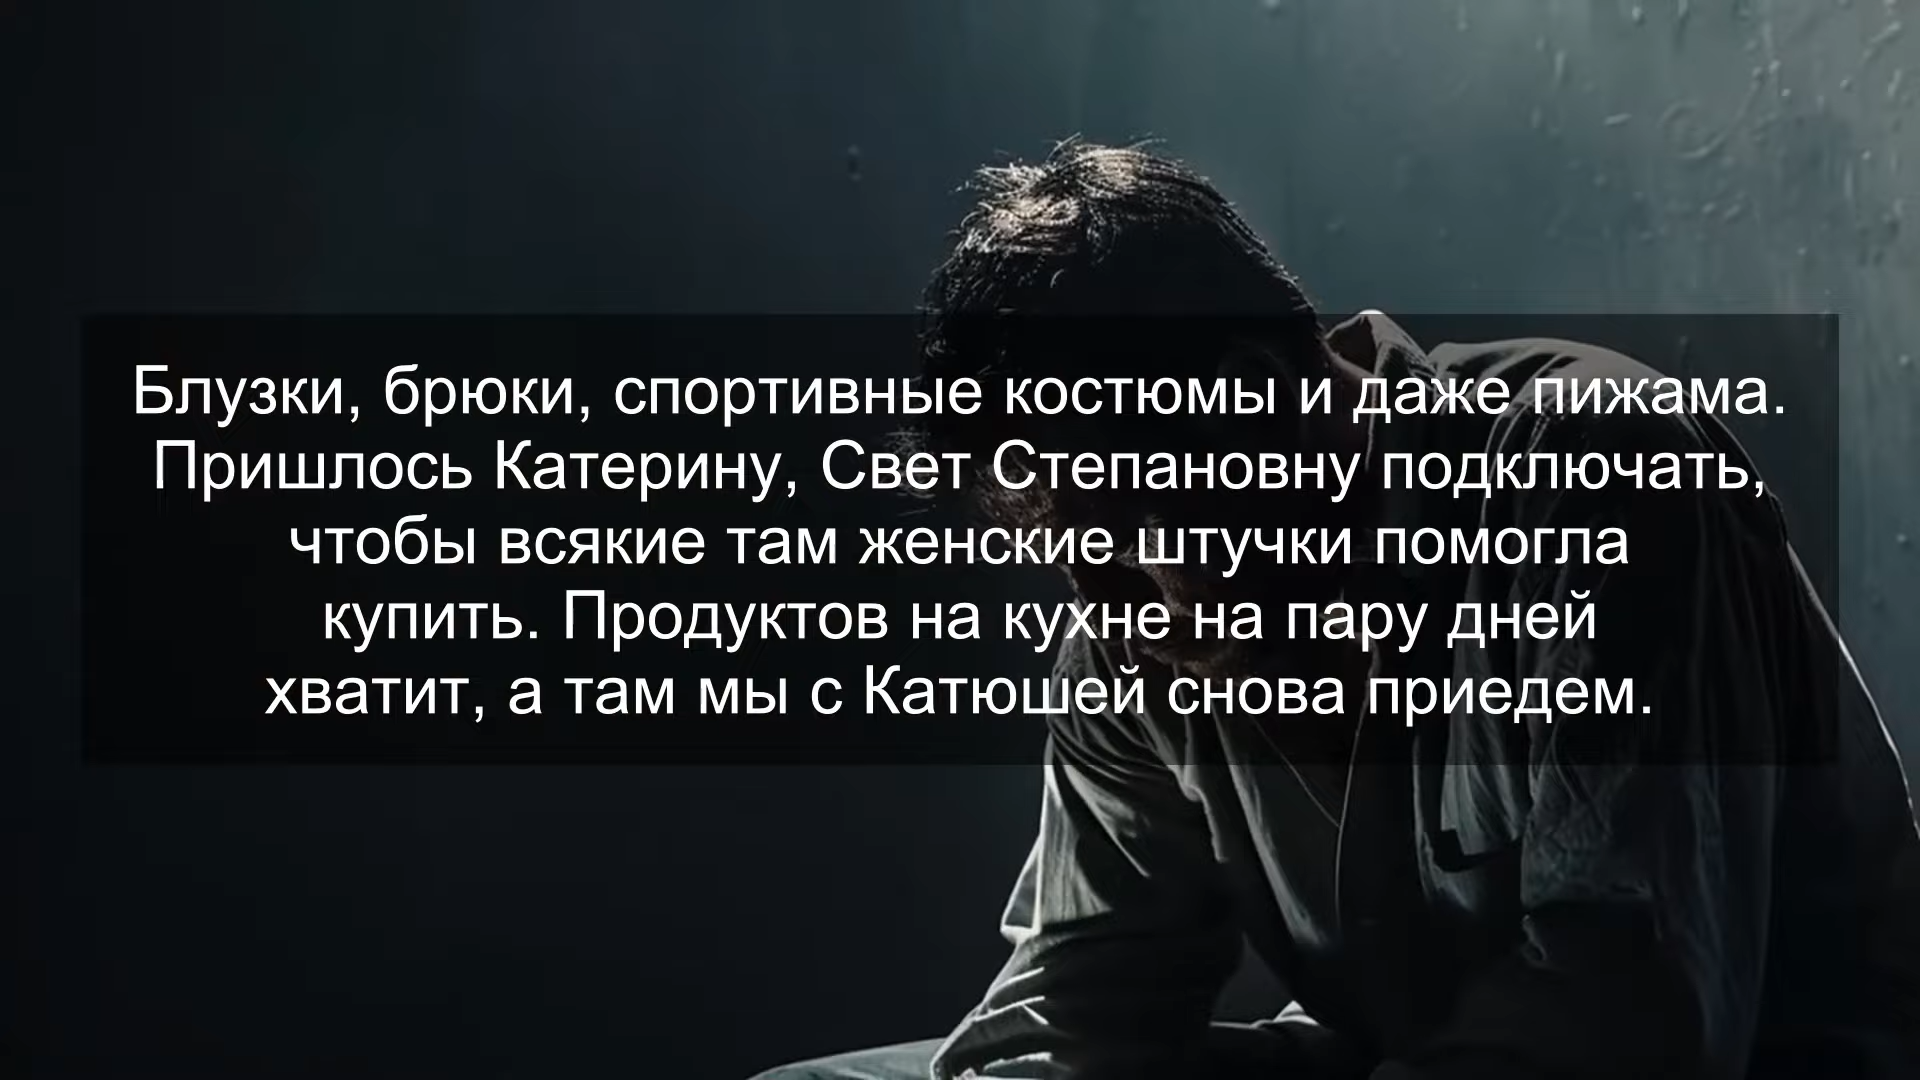 Блузки, брюки, спортивные костюмы и даже пижама.
Пришлось Катерину, Свет Степановну подключать,
чтобы всякие там женские штучки помогла
купить. Продуктов на кухне на пару дней
хватит, а там мы с Катюшей снова приедем.